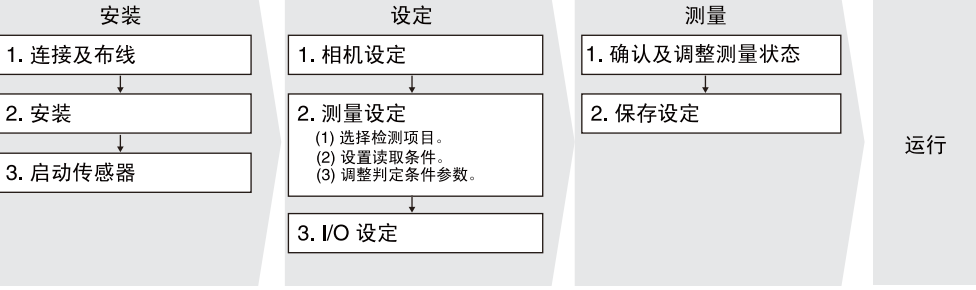 安装
1. 连接及布线
2. 安装
3. 启动传感器
设定
1. 相机设定
2. 测量设定
(1) 选择检测项目。
(2) 设置读取条件。
(3) 调整判定条件参数。
3. I/O 设定
测量
1. 确认及调整测量状态
2. 保存设定
运行